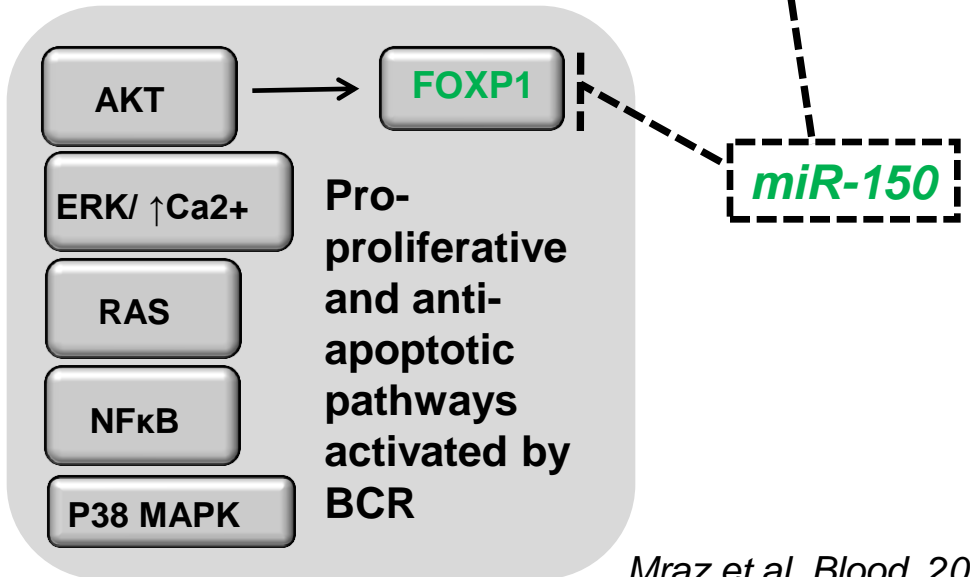 AKT
FOXP1
miR-150
ERK/ ↑Ca2+
RAS
NFκB
P38 MAPK
Pro-
proliferative
and anti-
apoptotic
pathways
activated by
BCR
Mraz et al. Blood, 20